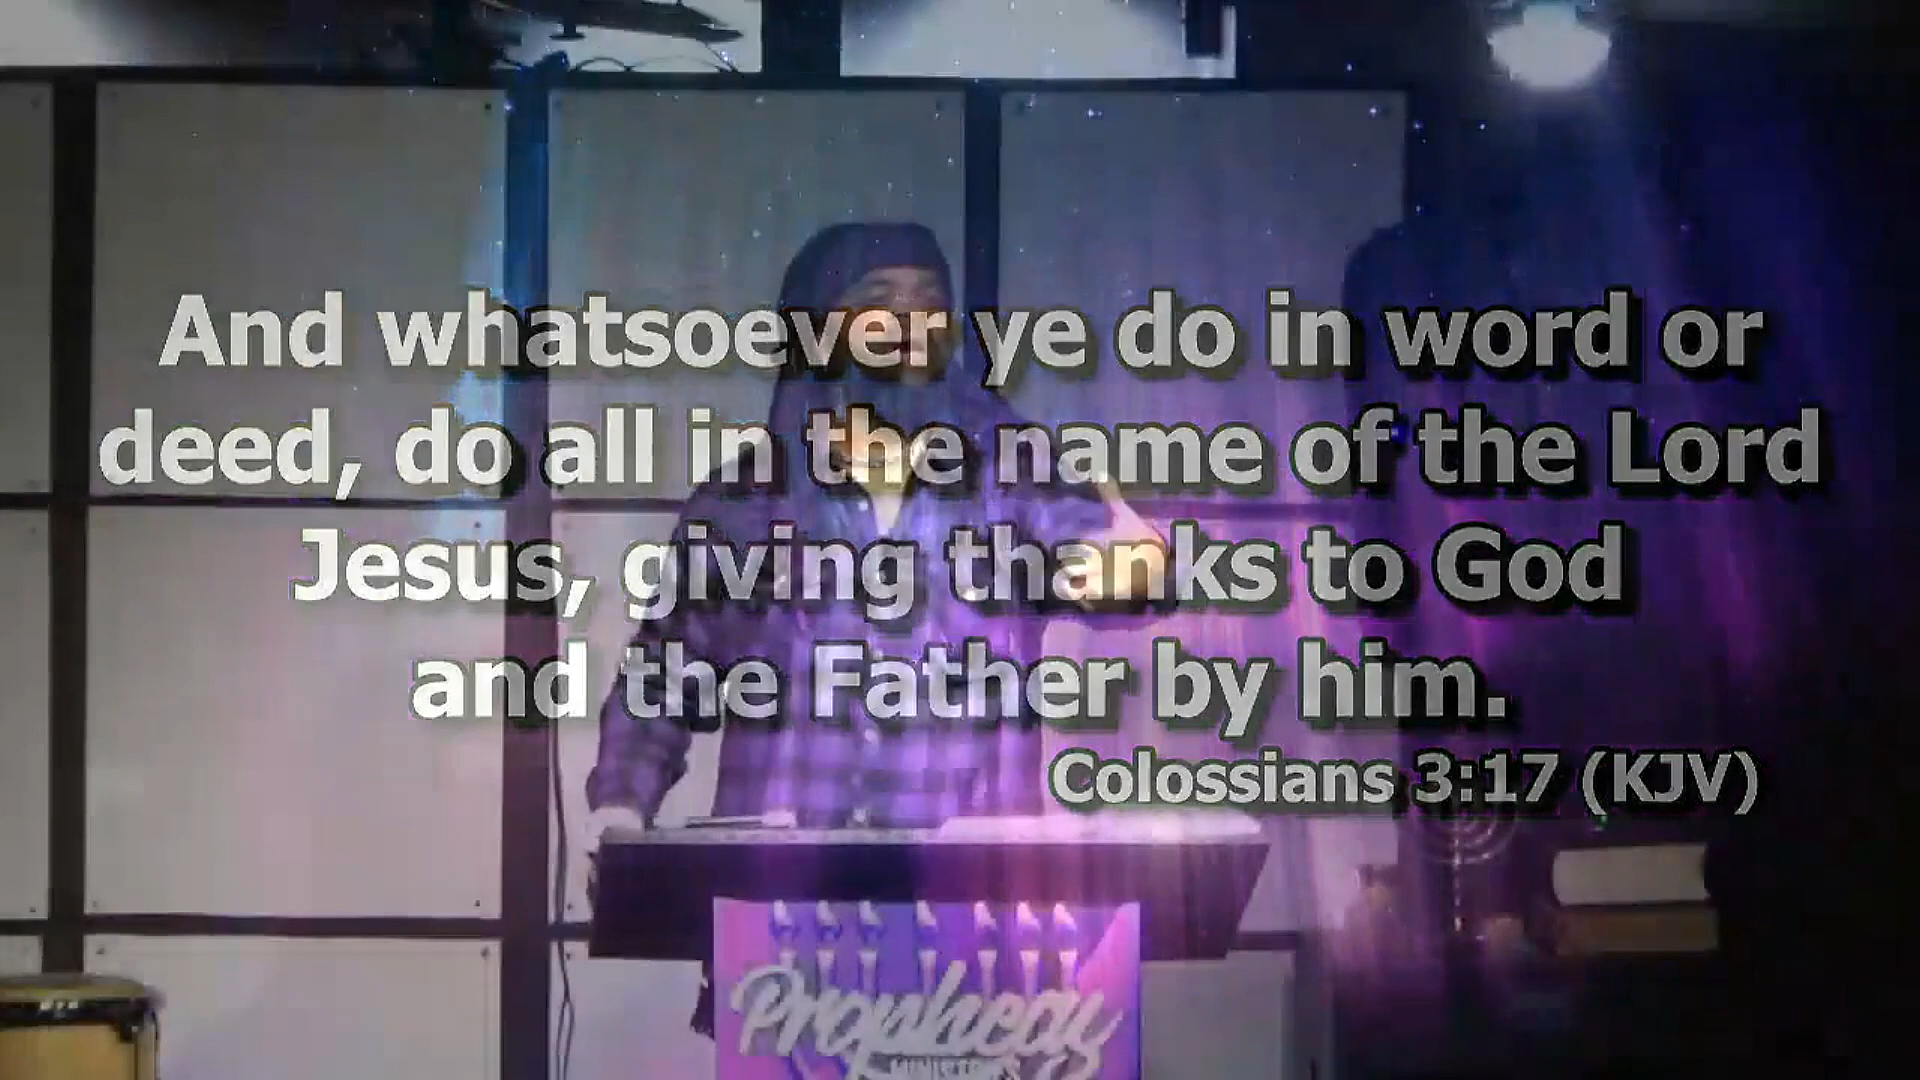 And whatsoever ye do in word or
deed, do all in the name of the Lord
Jesus, giving thanks to God
and the Father by him.
Colossians 3:17 (KJV)
Prophecy
MINISTRIES